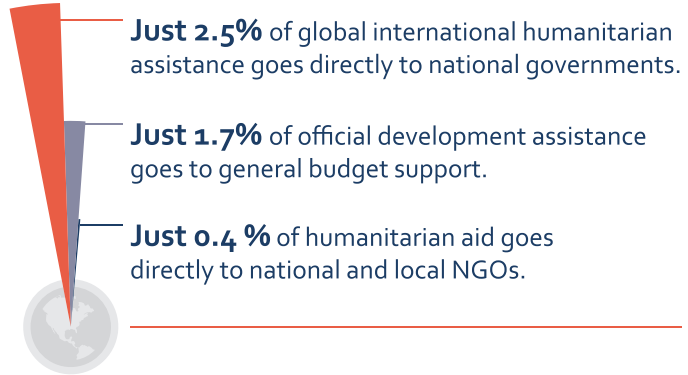 Just 2.5% of global international humanitarian
assistance goes directly to national governments.
Just 1.7% of official development assistance
goes to general budget support.
Just 0.4 % of humanitarian aid goes
directly to national and local NGOs.